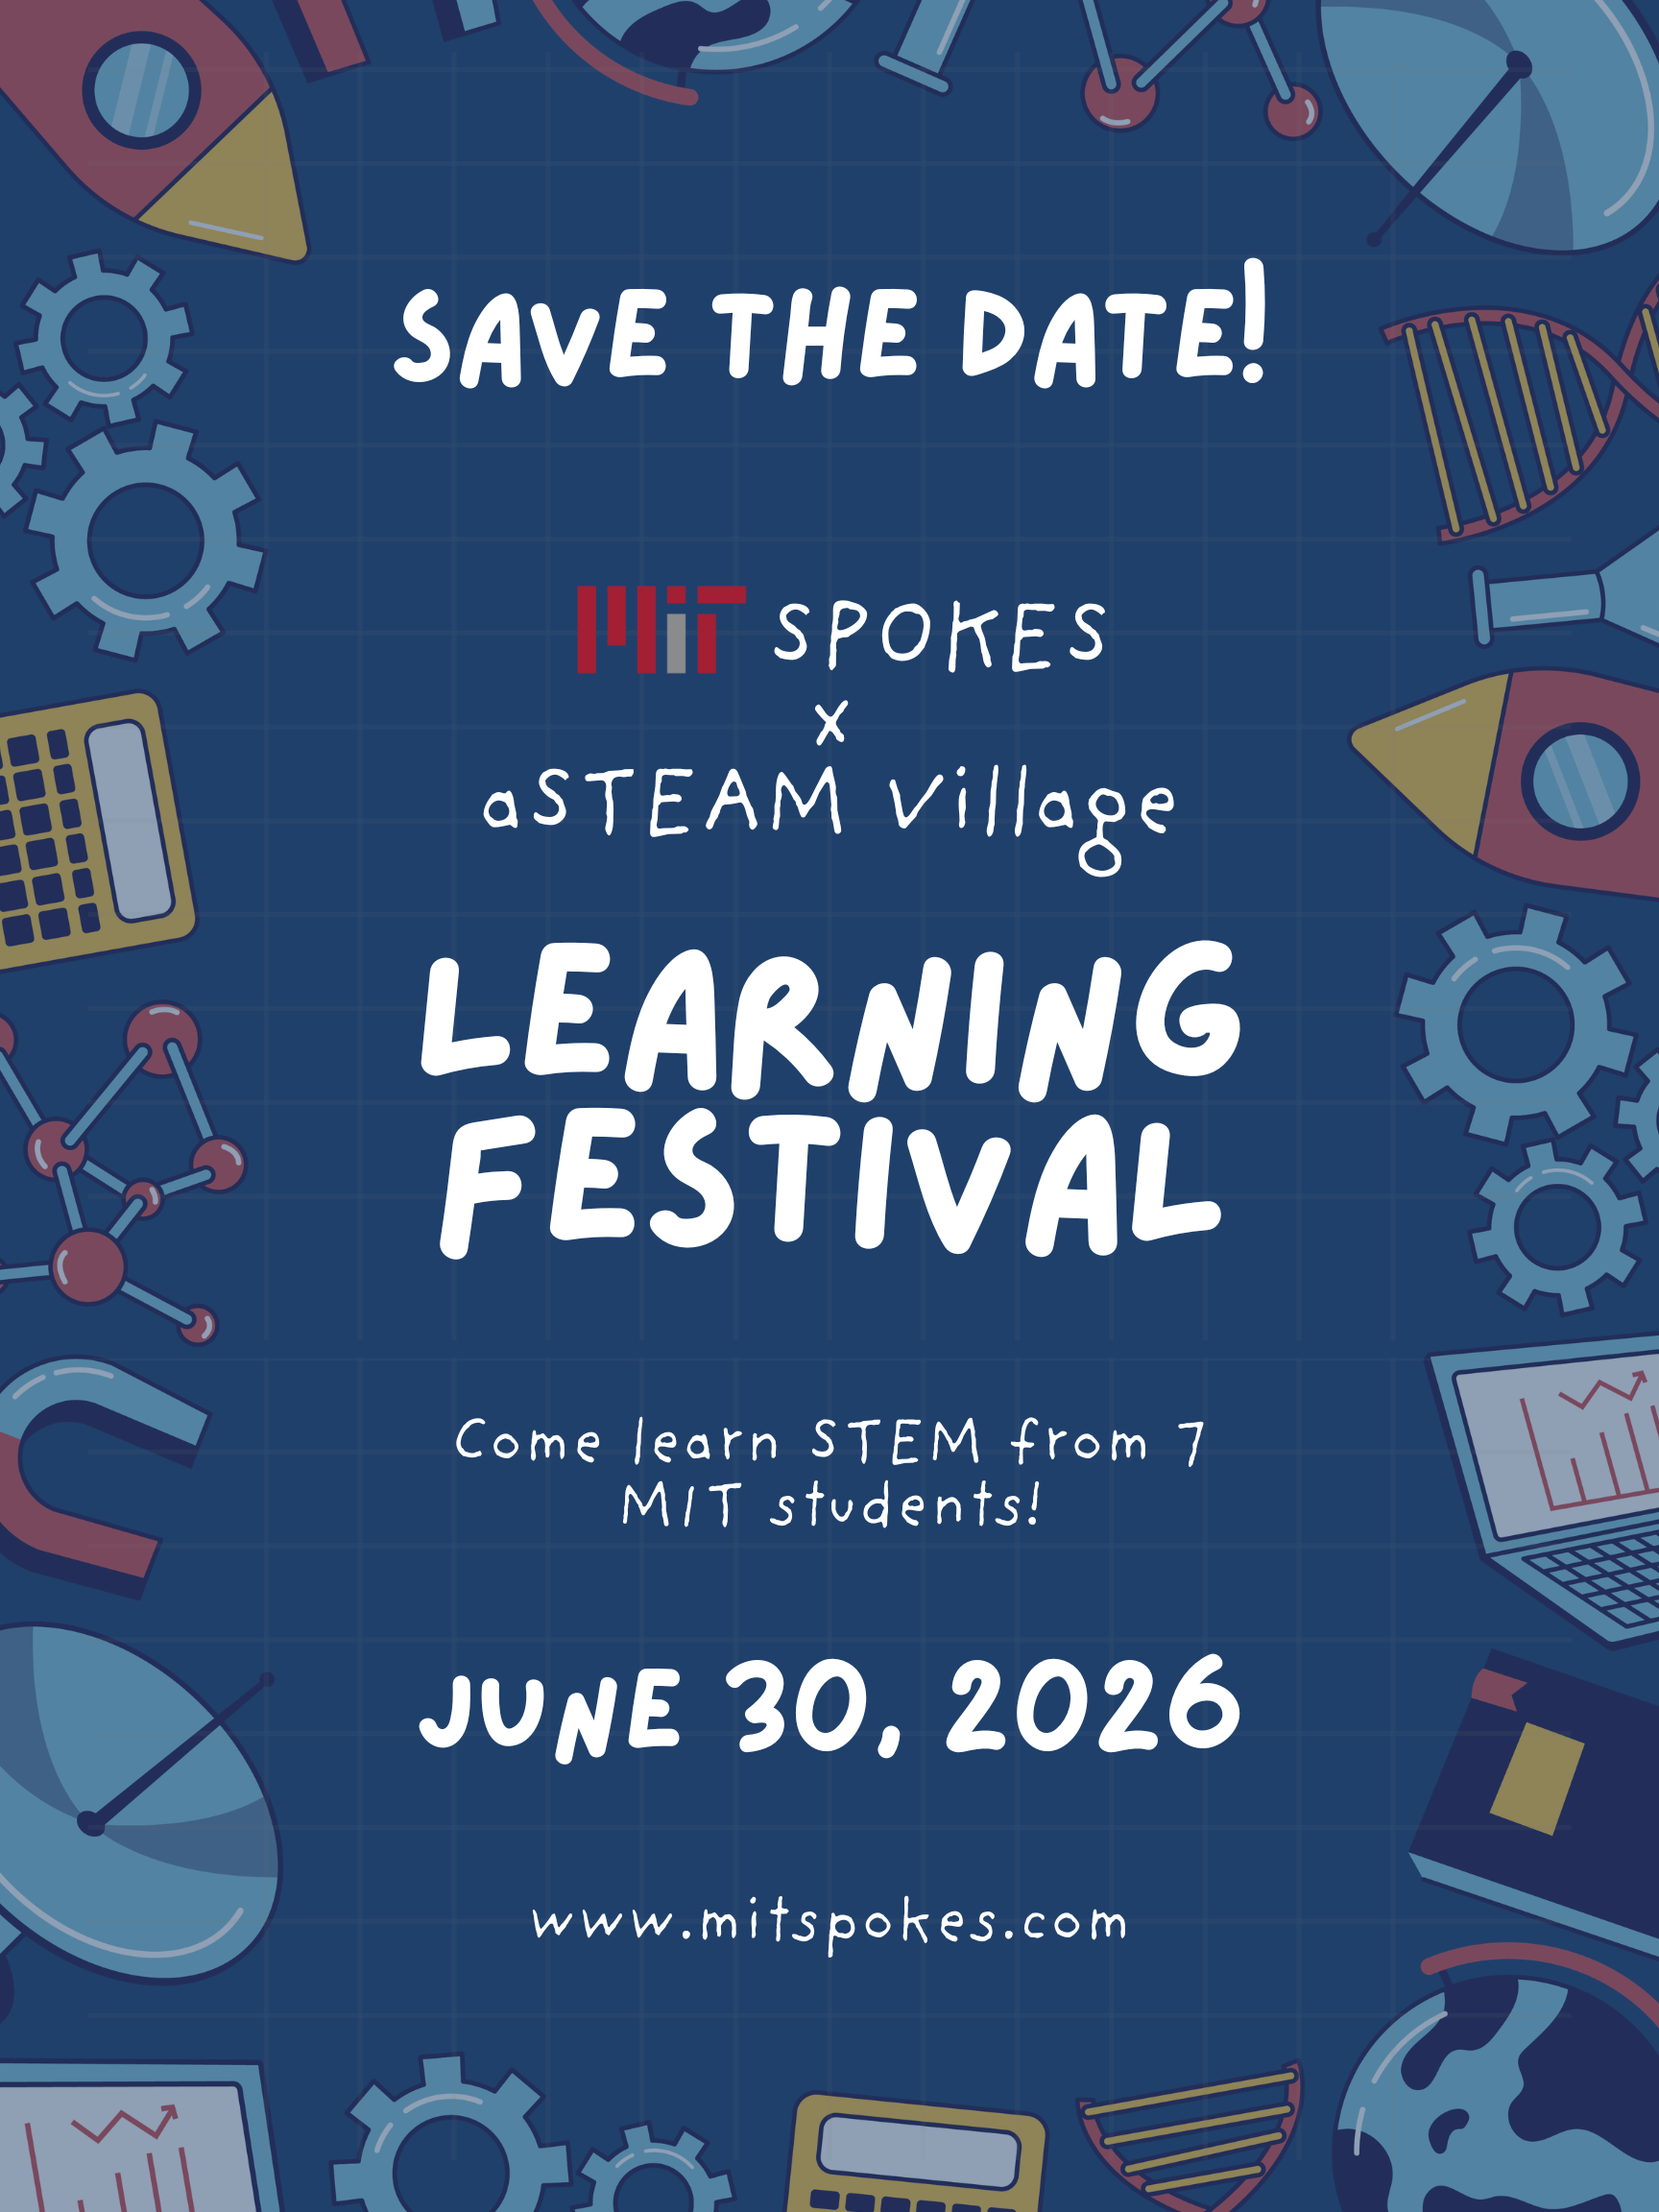 SAVE THE DATE!
MIT SPOKES
x
aSTEAM Village
LEARNING
FESTIVAL
Come learn STEM from 7
MIT students!
JUNE 30, 2026
www.mitspokes.com